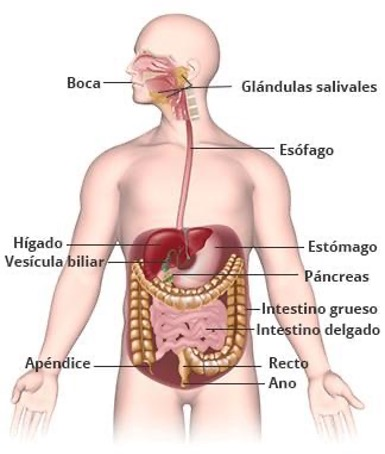 Boca
Glándulas salivales
Esófago
Hígado
Estómago
Vesícula biliar
Páncreas
Intestino grueso
Intestino delgado
Apéndice
Recto
Ano